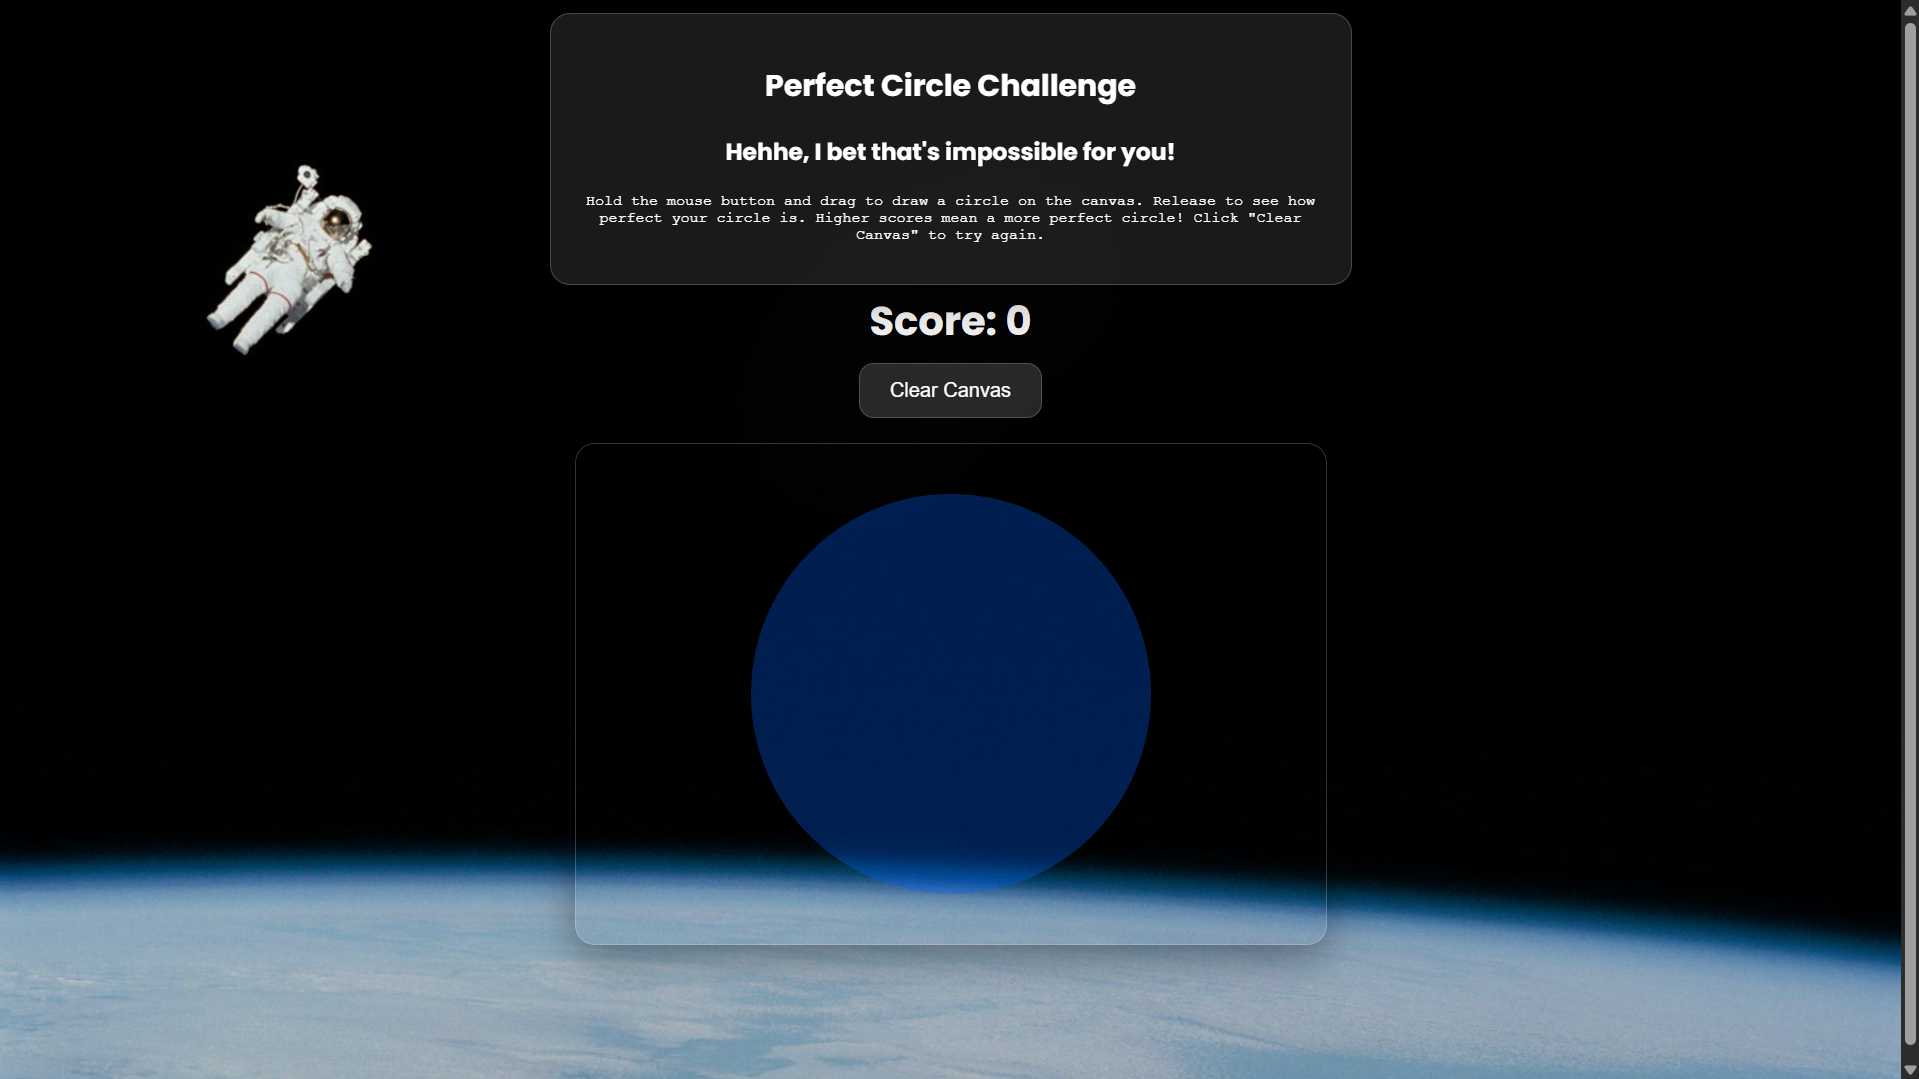 Perfect Circle Challenge
Hehhe, I bet that's impossible for you!
Hold the mouse button and drag to draw a circle on the canvas. Release to see how
perfect your circle is. Higher scores mean a more perfect circle! Click "Clear
Canvas" to try again.
Score: 0
Clear Canvas